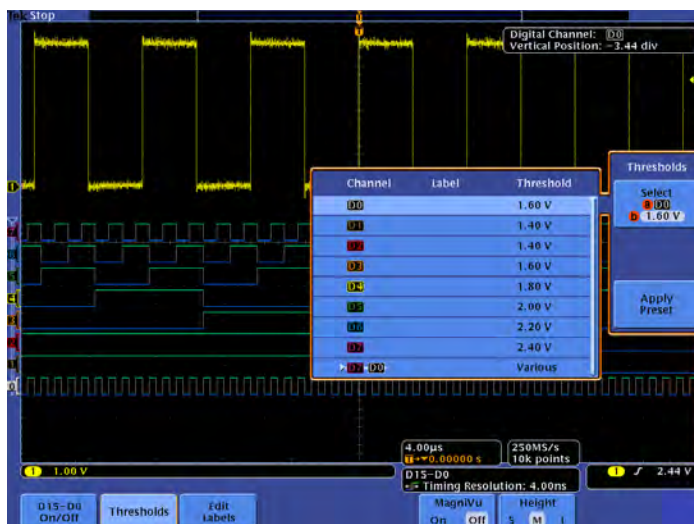 Stop
Digital Channel: D0
Vertical Position: −3.44 div
Thresholds
Select
a D0
b 1.60 V
Apply
Preset
Channel Label Threshold
D0 1.60 V
D1 1.40 V
D2 1.40 V
D3 1.60 V
D4 1.80 V
D5 2.00 V
D6 2.20 V
D7 2.40 V
D7-D0 Various
4.00µs
T→▼0.00000 s
250MS/s
10k points
1 1.00 V
D15−D0
Timing Resolution: 4.00ns
1 2.44 V
D15−D0
On/Off
Thresholds
Edit
Labels
MagniVu
On Off
Height
S M L